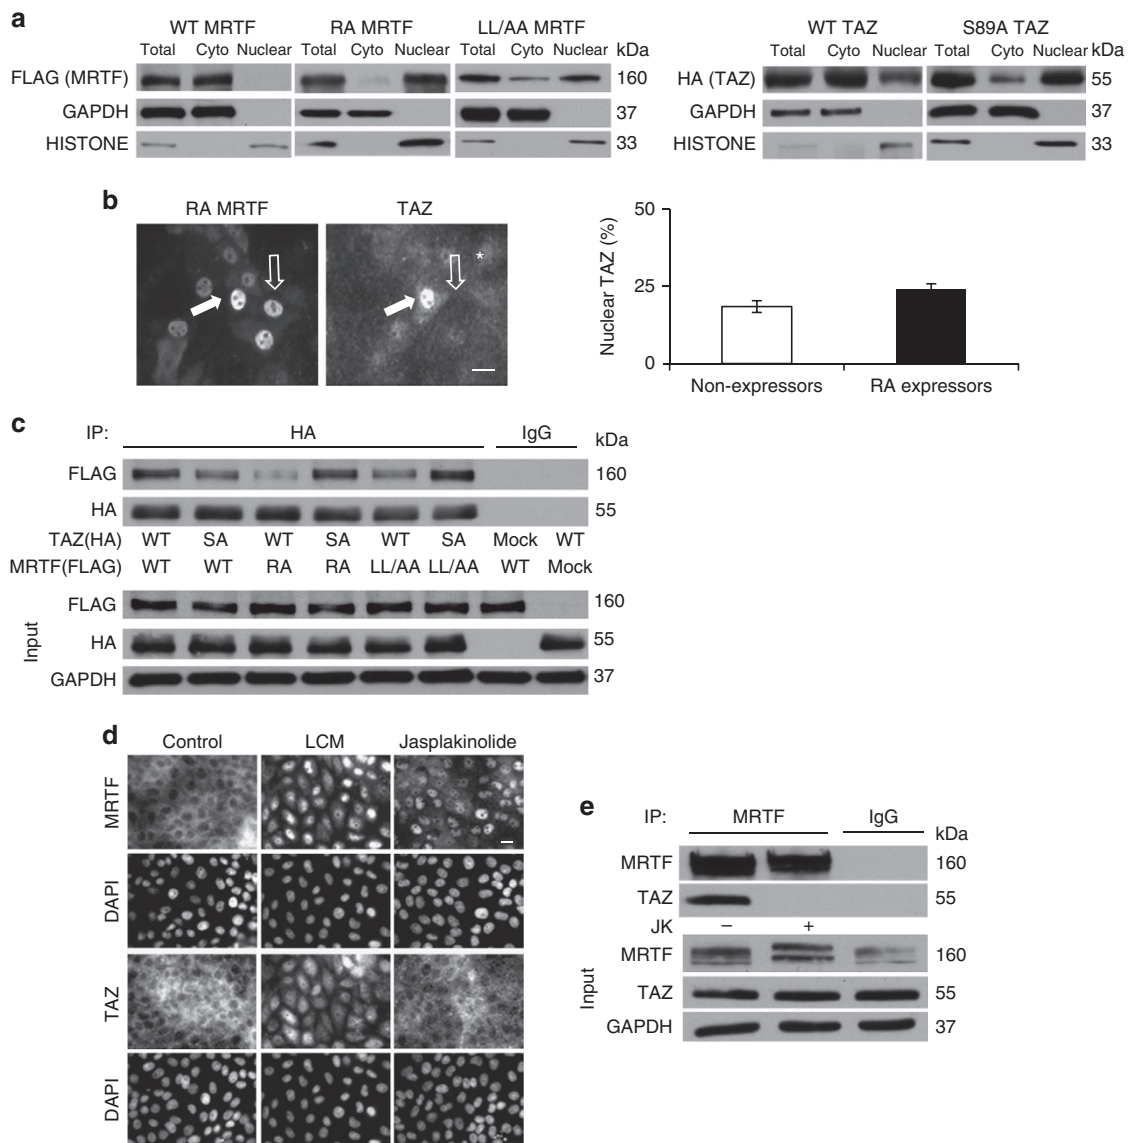 a
WT MRTF RA MRTF LL/AA MRTF
Total Cyto Nuclear Total Cyto Nuclear Total Cyto Nuclear kDa
FLAG (MRTF) 160
GAPDH 37
HISTONE 33
WT TAZ S89A TAZ
Total Cyto Nuclear Total Cyto Nuclear kDa
HA (TAZ) 55
GAPDH 37
HISTONE 33
b
RA MRTF TAZ
*
Nuclear TAZ (%)
50
25
0
Non-expressors RA expressors
c
IP: HA IgG
kDa
FLAG 160
HA 55
TAZ(HA) WT SA WT SA WT SA Mock WT
MRTF(FLAG) WT WT RA RA LL/AA LL/AA WT Mock
Input
FLAG 160
HA 55
GAPDH 37
d
Control LCM Jasplakinolide
MRTF
DAPI
TAZ
DAPI
e
IP: MRTF IgG
kDa
MRTF 160
TAZ 55
JK – +
Input
MRTF 160
TAZ 55
GAPDH 37